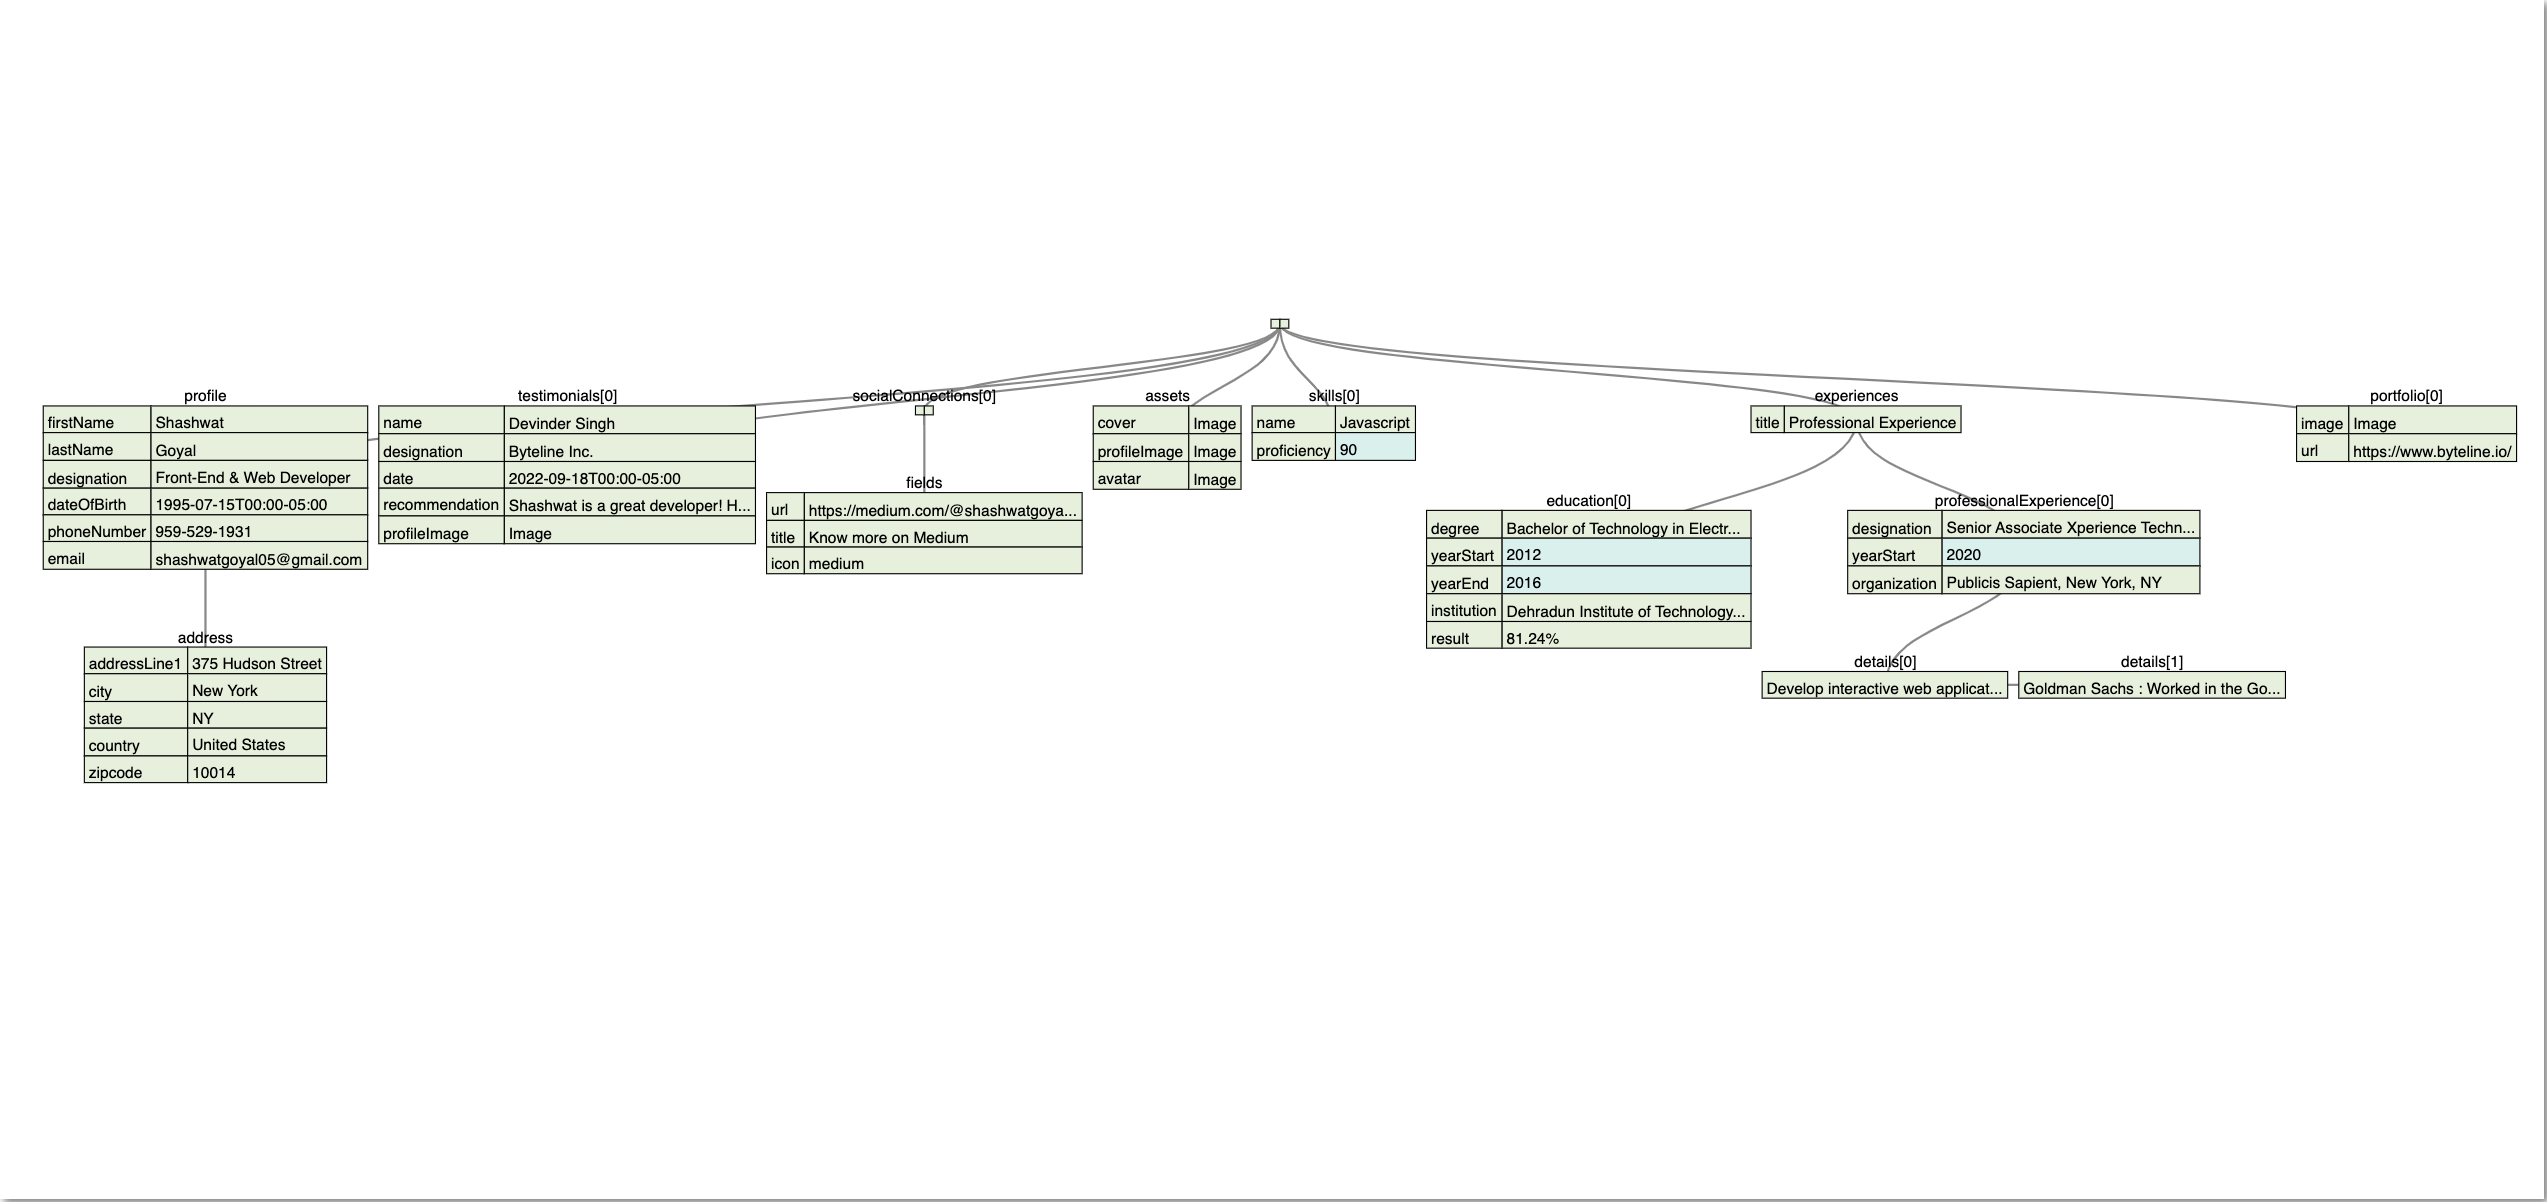 profile
firstName Shashwat
lastName Goyal
designation Front-End & Web Developer
dateOfBirth 1995-07-15T00:00-05:00
phoneNumber 959-529-1931
email shashwatgoyal05@gmail.com
address
addressLine1 375 Hudson Street
city New York
state NY
country United States
zipcode 10014
testimonials[0]
name Devinder Singh
designation Byteline Inc.
date 2022-09-18T00:00-05:00
recommendation Shashwat is a great developer! H...
profileImage Image
socialConnections[0]
fields
url https://medium.com/@shashwatgoya...
title Know more on Medium
icon medium
assets
cover Image
profileImage Image
avatar Image
skills[0]
name Javascript
proficiency 90
experiences
title Professional Experience
education[0]
degree Bachelor of Technology in Electr...
yearStart 2012
yearEnd 2016
institution Dehradun Institute of Technology...
result 81.24%
professionalExperience[0]
designation Senior Associate Xperience Techn...
yearStart 2020
organization Publicis Sapient, New York, NY
details[0]
Develop interactive web applicat...
details[1]
Goldman Sachs : Worked in the Go...
portfolio[0]
image Image
url https://www.byteline.io/